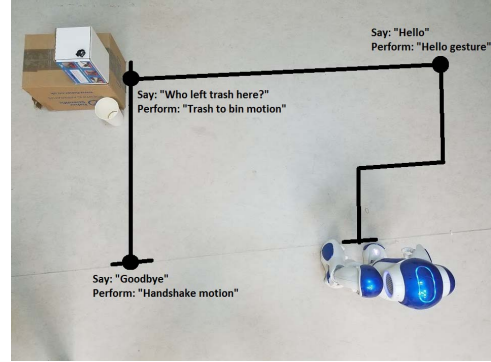 Say: "Hello"
Perform: "Hello gesture"
Say: "Who left trash here?"
Perform: "Trash to bin motion"
Say: "Goodbye"
Perform: "Handshake motion"